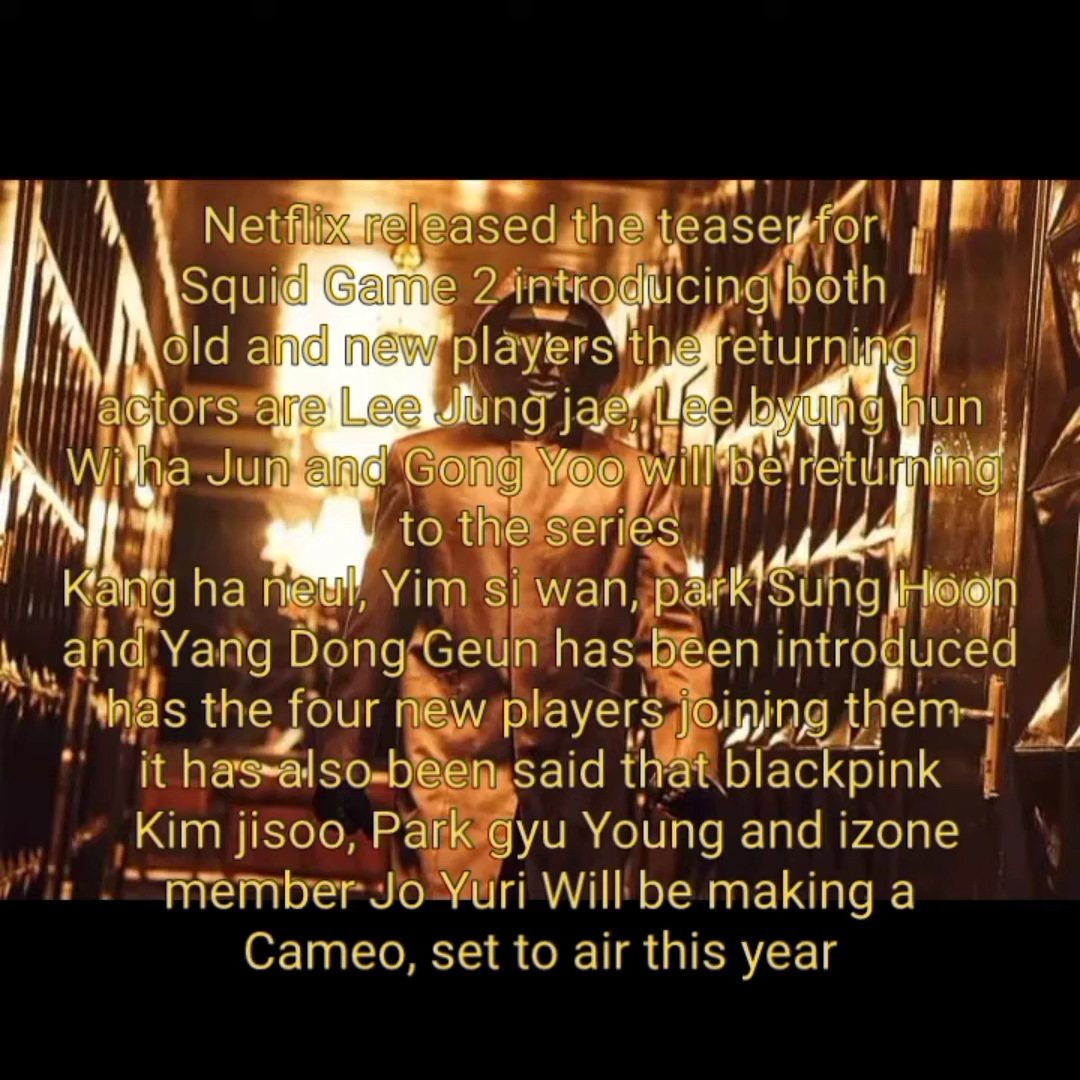 Netflix released the teaser for
Squid Game 2 introducing both
old and new players the returning
actors are Lee Jung jae, Lee byung hun
Wi ha Jun and Gong Yoo will be returning
to the series
Kang ha neul, Yim si wan, park Sung Hoon
and Yang Dong Geun has been introduced
has the four new players joining them
it has also been said that blackpink
Kim jisoo, Park gyu Young and izone
member Jo Yuri Will be making a
Cameo, set to air this year